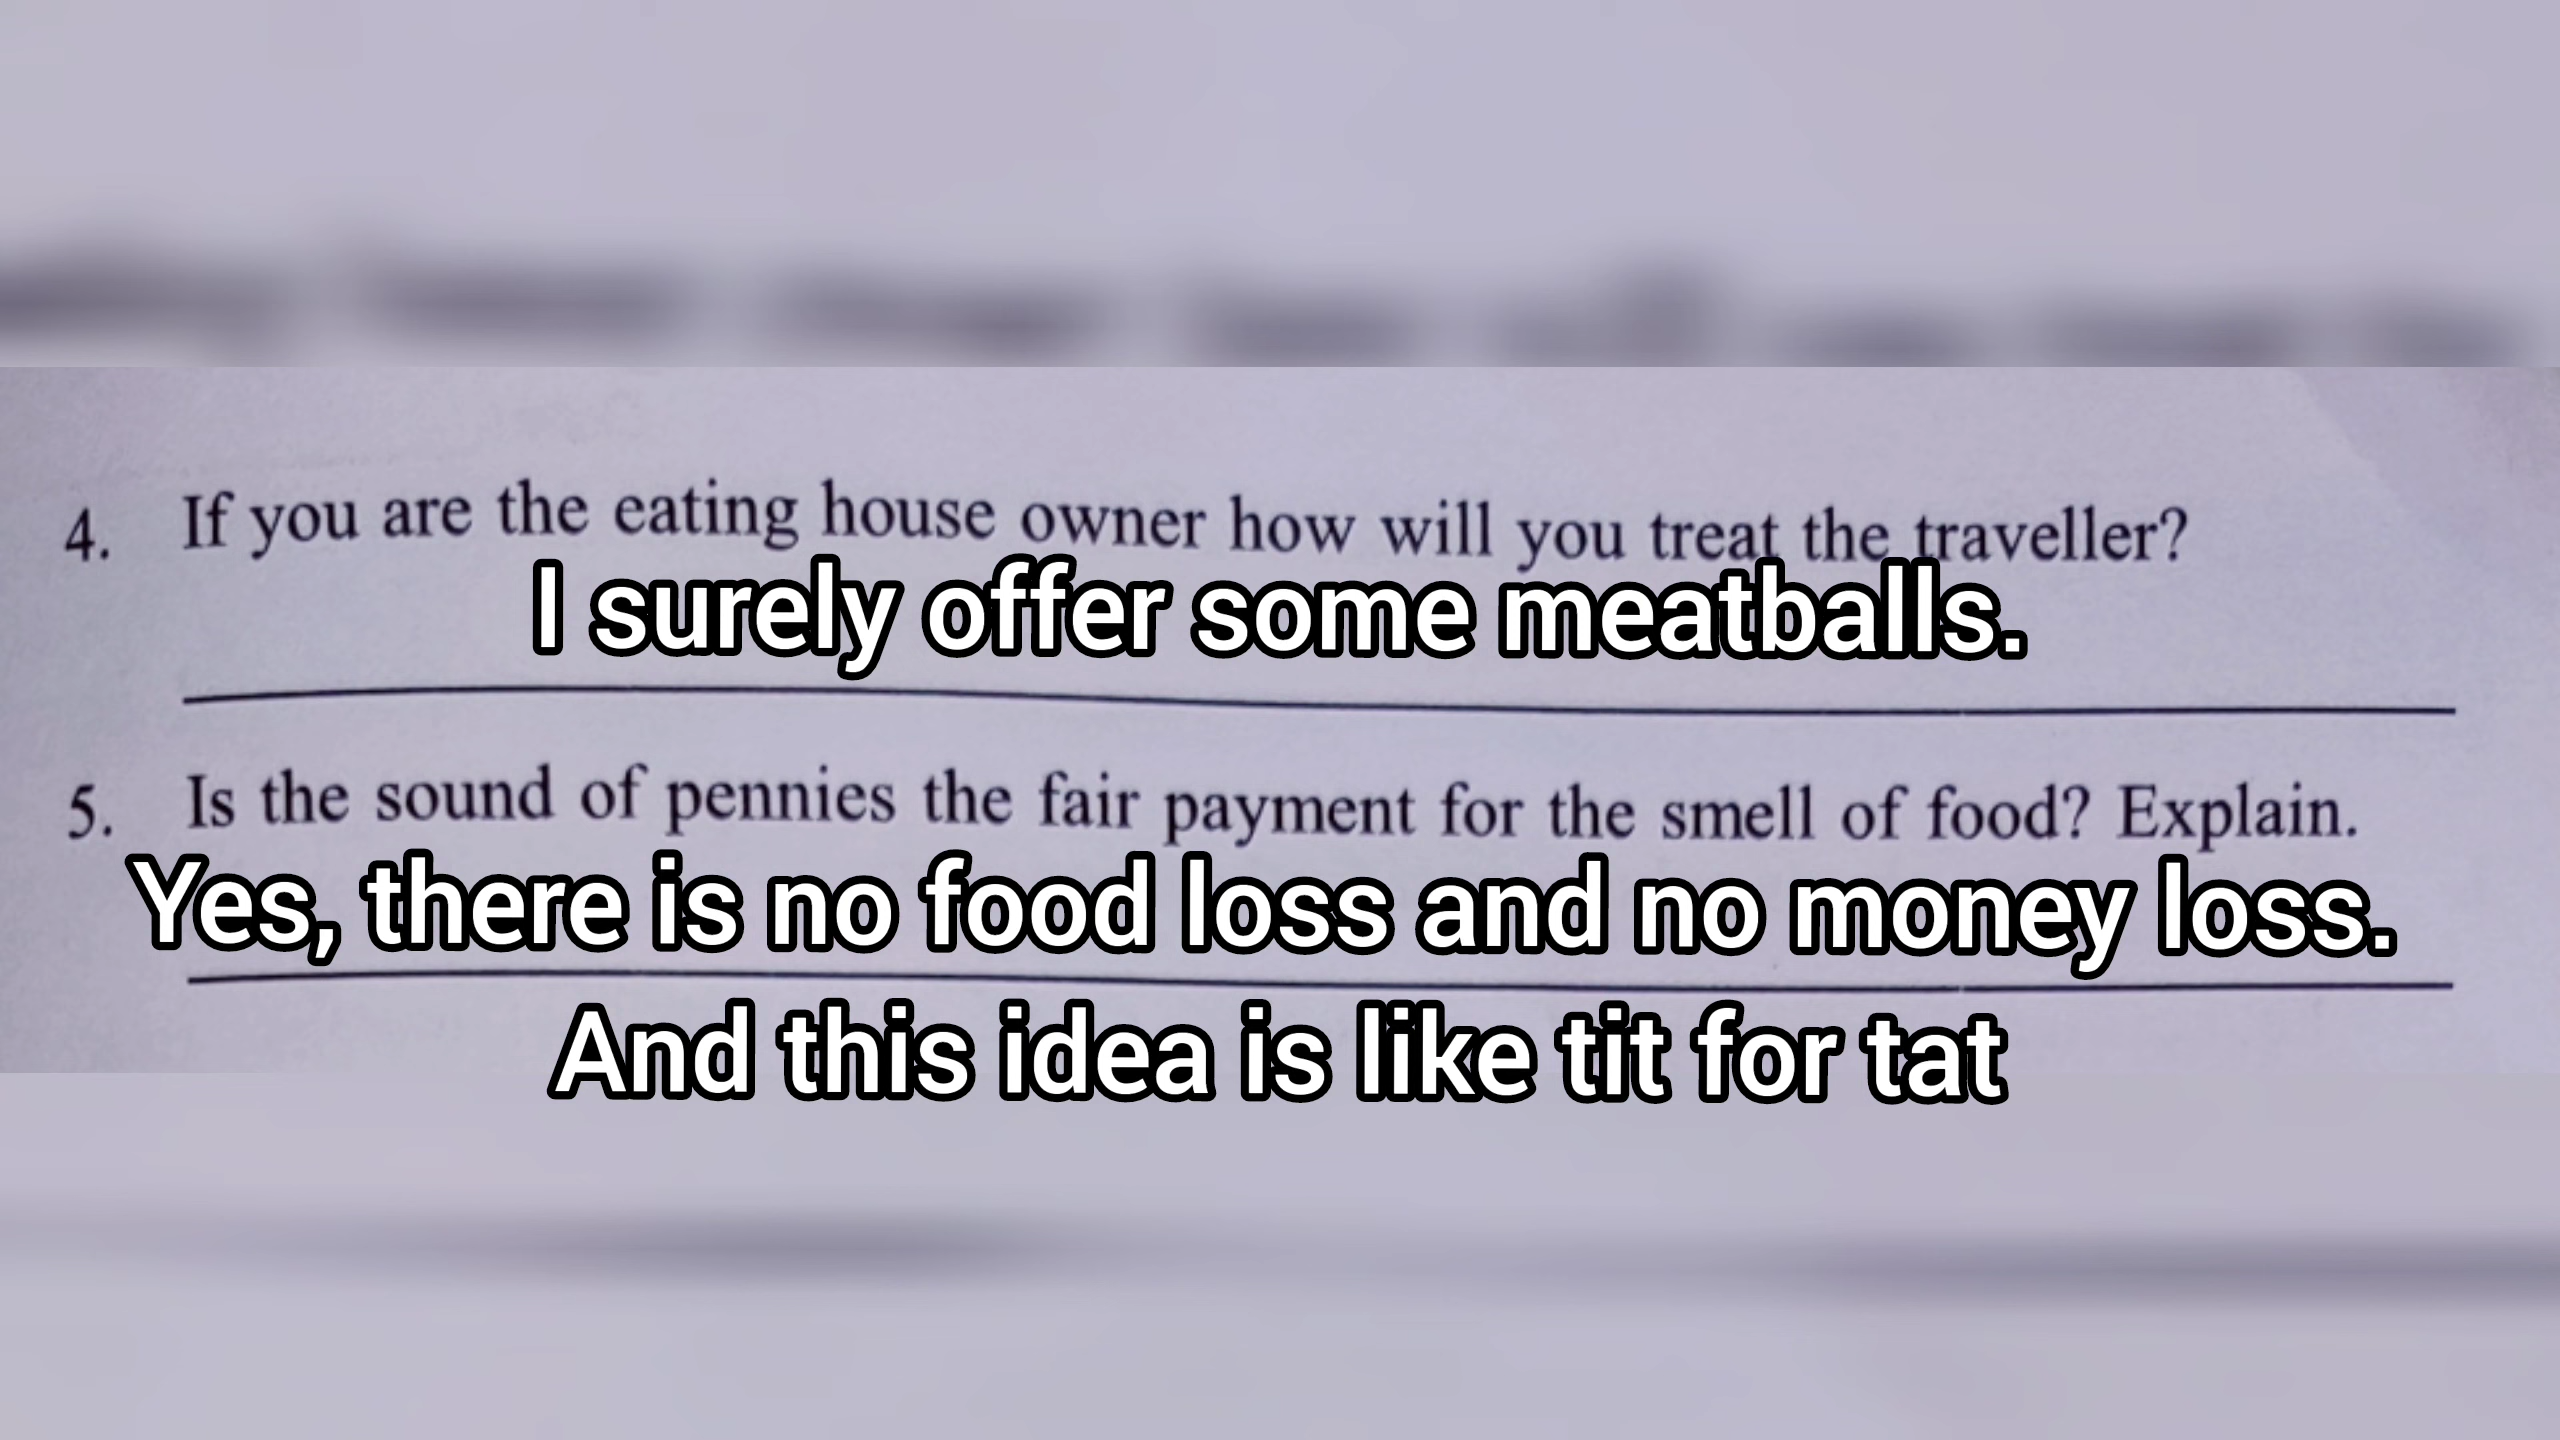 4. If you are the eating house owner how will you treat the traveller?
I surely offer some meatballs.
5. Is the sound of pennies the fair payment for the smell of food? Explain.
Yes, there is no food loss and no money loss.
And this idea is like tit for tat